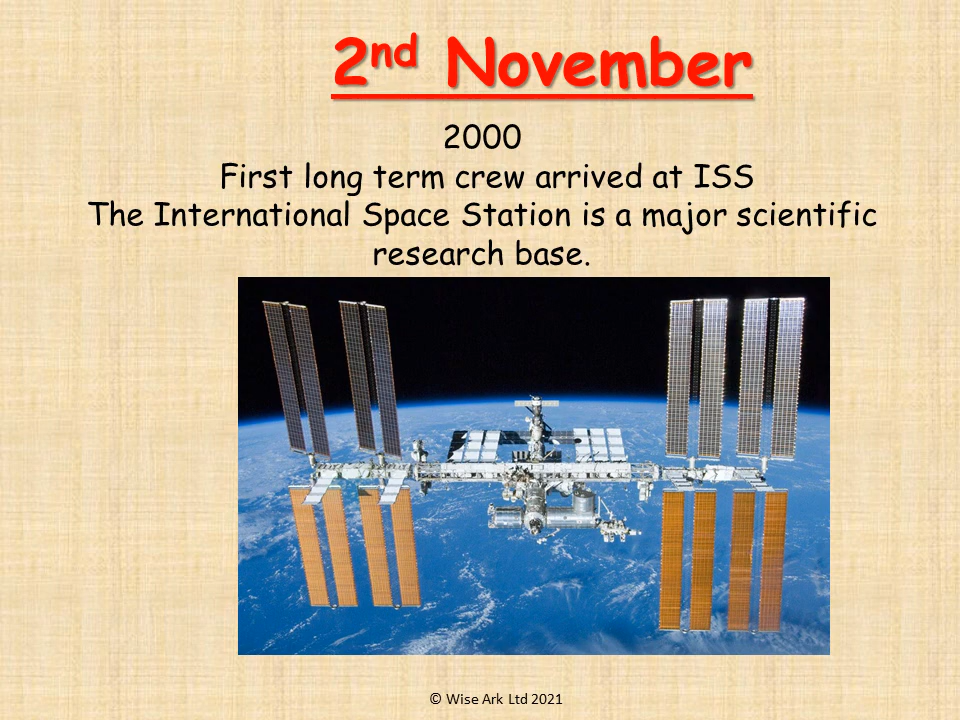 2nd November
2000
First long term crew arrived at ISS
The International Space Station is a major scientific
research base.
© Wise Ark Ltd 2021